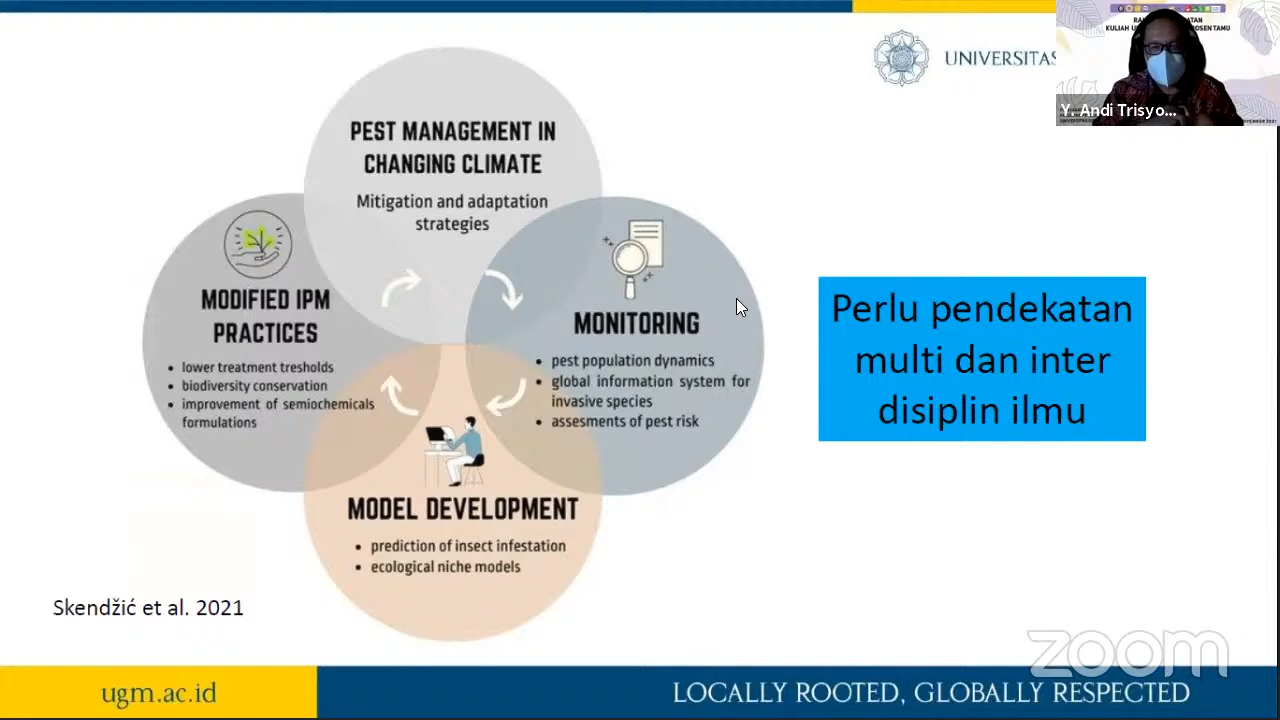 UNIVERSITAS
KULIAH
Y. Andi Trisyo...
PEST MANAGEMENT IN
CHANGING CLIMATE
Mitigation and adaptation
strategies
MODIFIED IPM
PRACTICES
• lower treatment tresholds
• biodiversity conservation
• improvement of semiochemicals
formulations
MONITORING
• pest population dynamics
• global information system for
invasive species
• assesments of pest risk
MODEL DEVELOPMENT
• prediction of insect infestation
• ecological niche models
Perlu pendekatan
multi dan inter
disiplin ilmu
Skendžić et al. 2021
zoom
ugm.ac.id
LOCALLY ROOTED, GLOBALLY RESPECTED